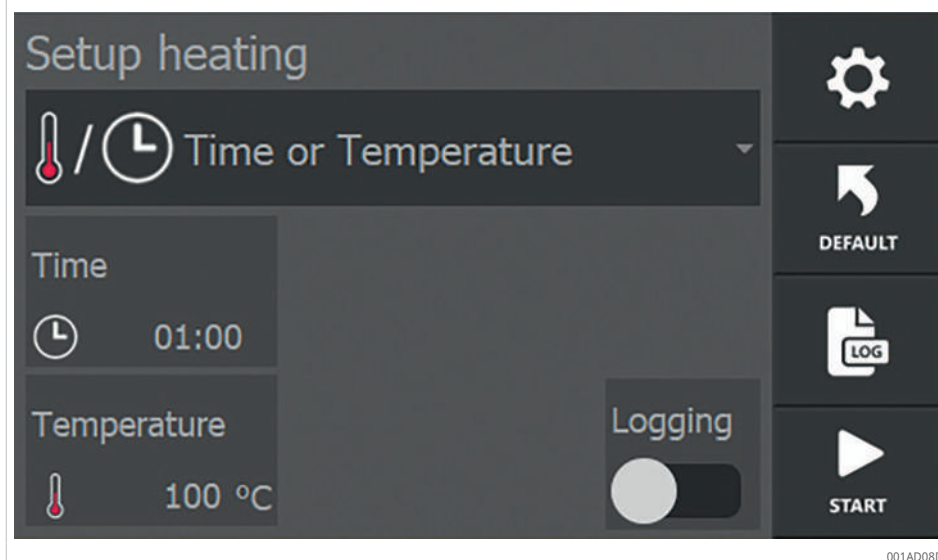 Setup heating
Time or Temperature
Time
01:00
Temperature
100 °C
Logging
DEFAULT
LOG
START